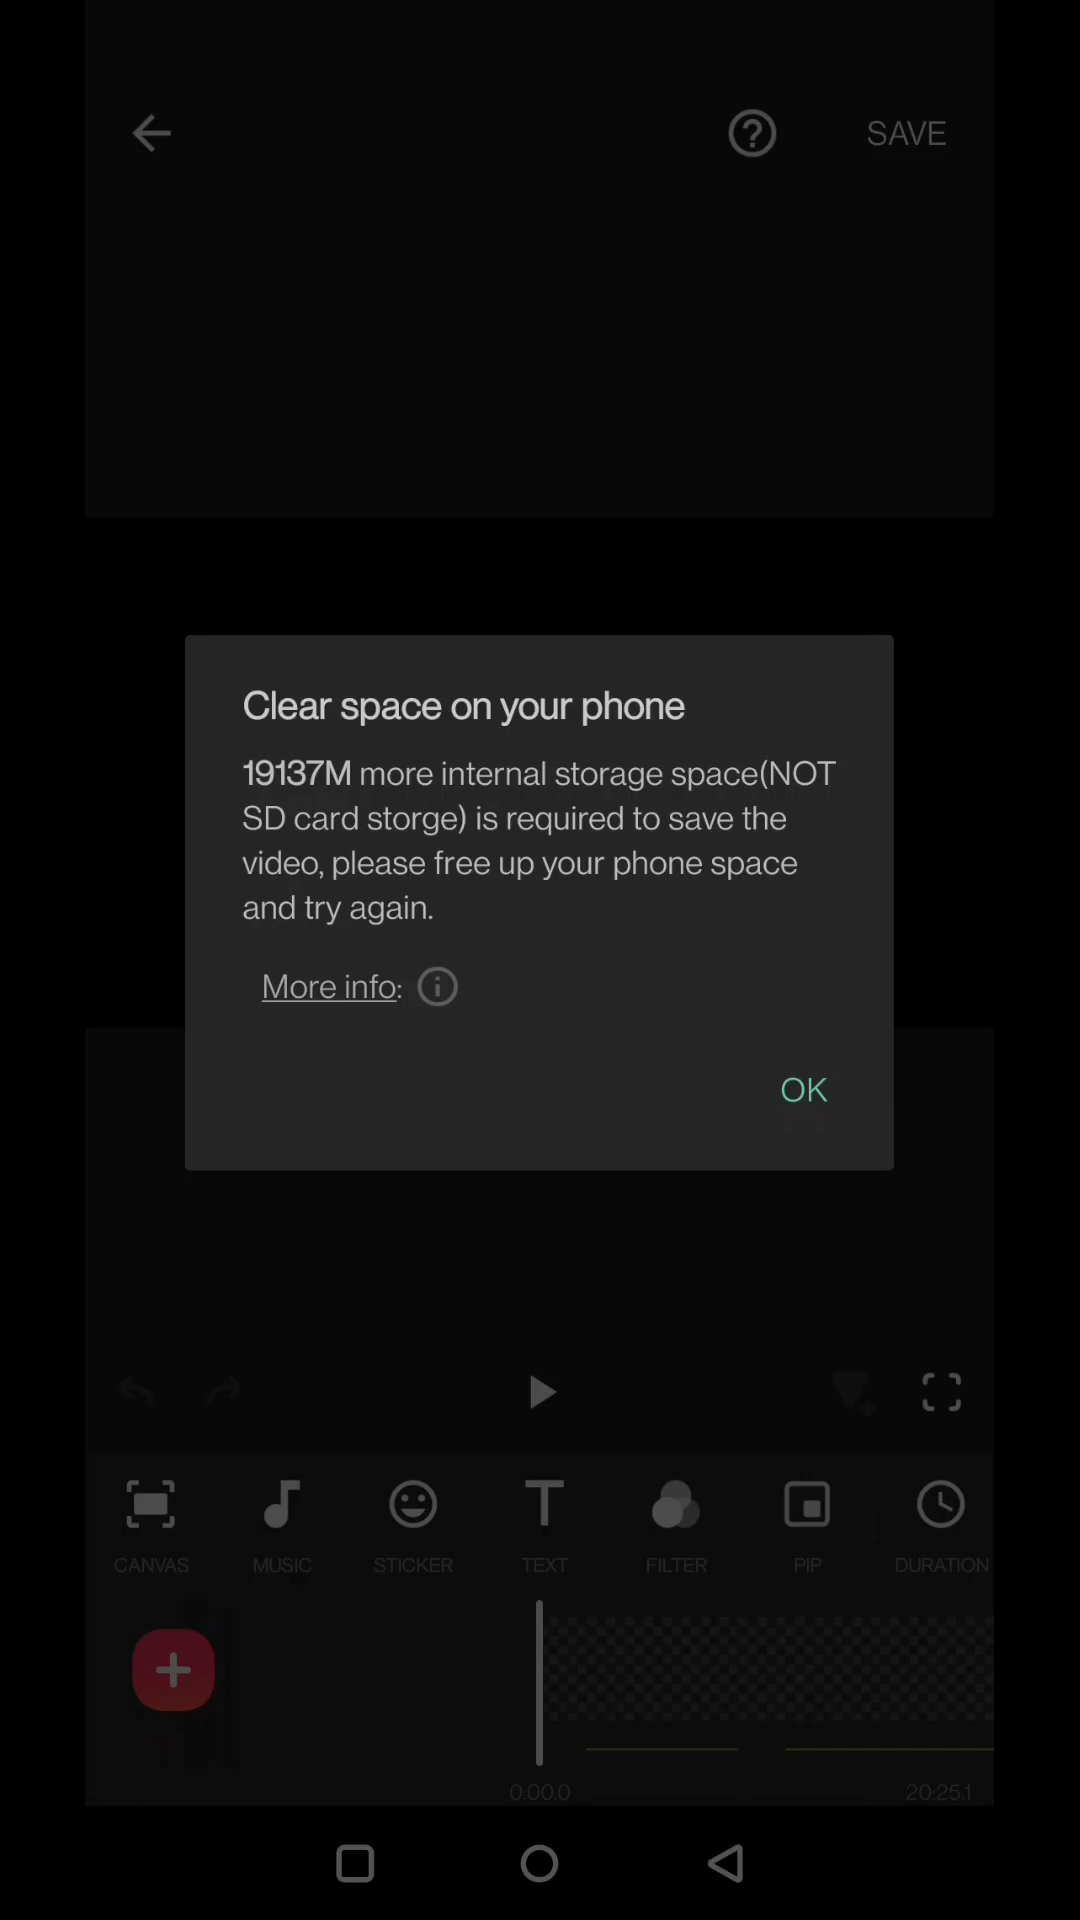 SAVE
Clear space on your phone
19137M more internal storage space(NOT
SD card storge) is required to save the
video, please free up your phone space
and try again.
More info:
OK
CANVAS MUSIC STICKER TEXT FILTER PIP DURATION
0:00.0 20:25.1